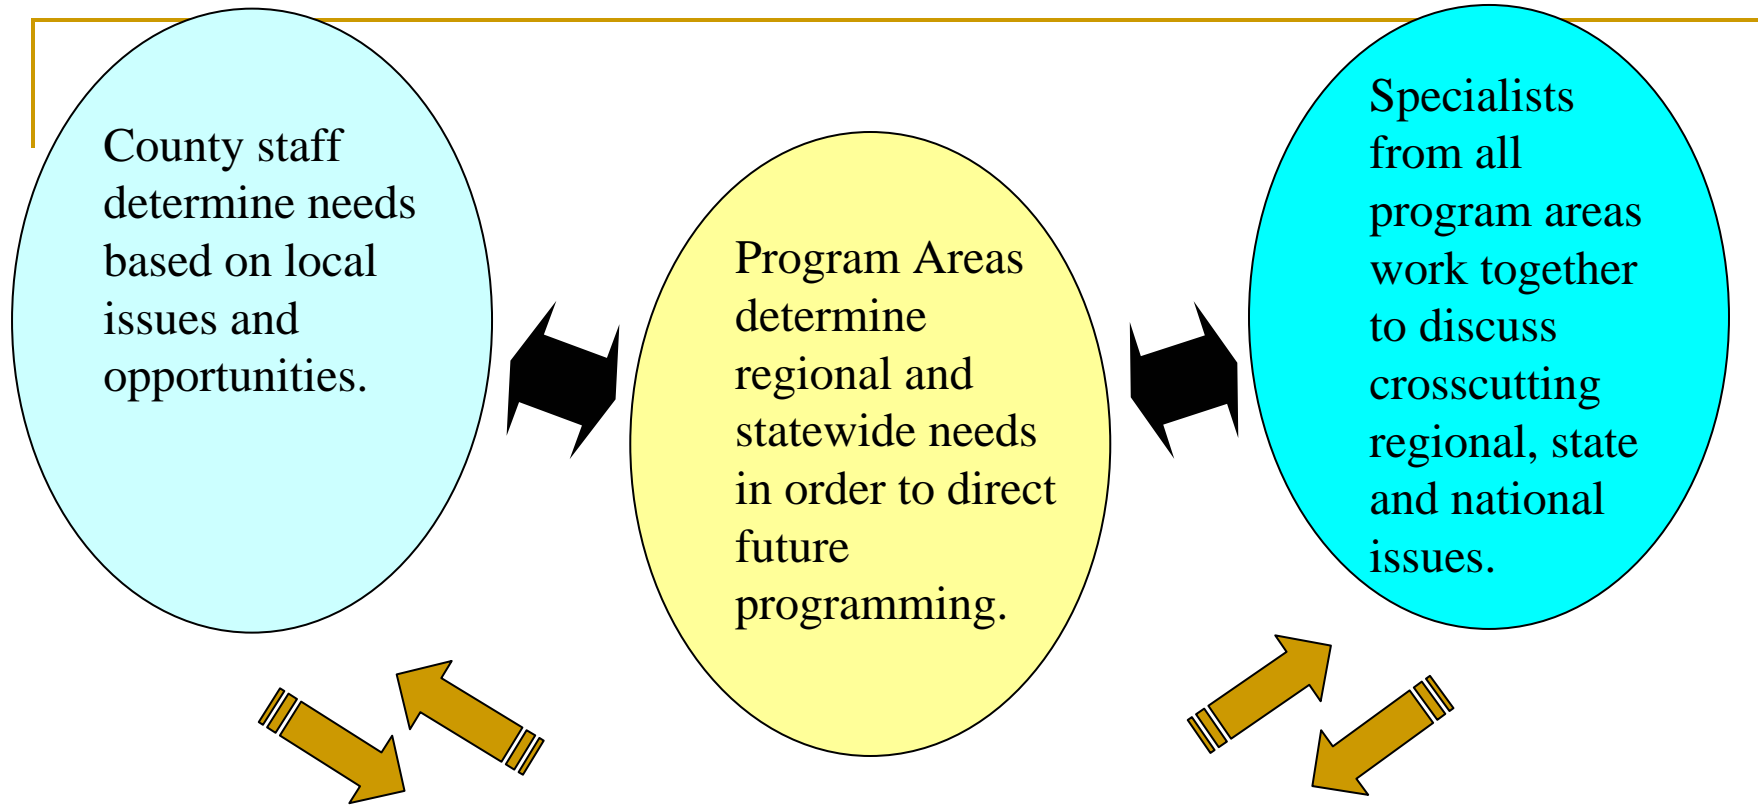 County staff
determine needs
based on local
issues and
opportunities.
Program Areas
determine
regional and
statewide needs
in order to direct
future
programming.
Specialists
from all
program areas
work together
to discuss
crosscutting
regional, state
and national
issues.